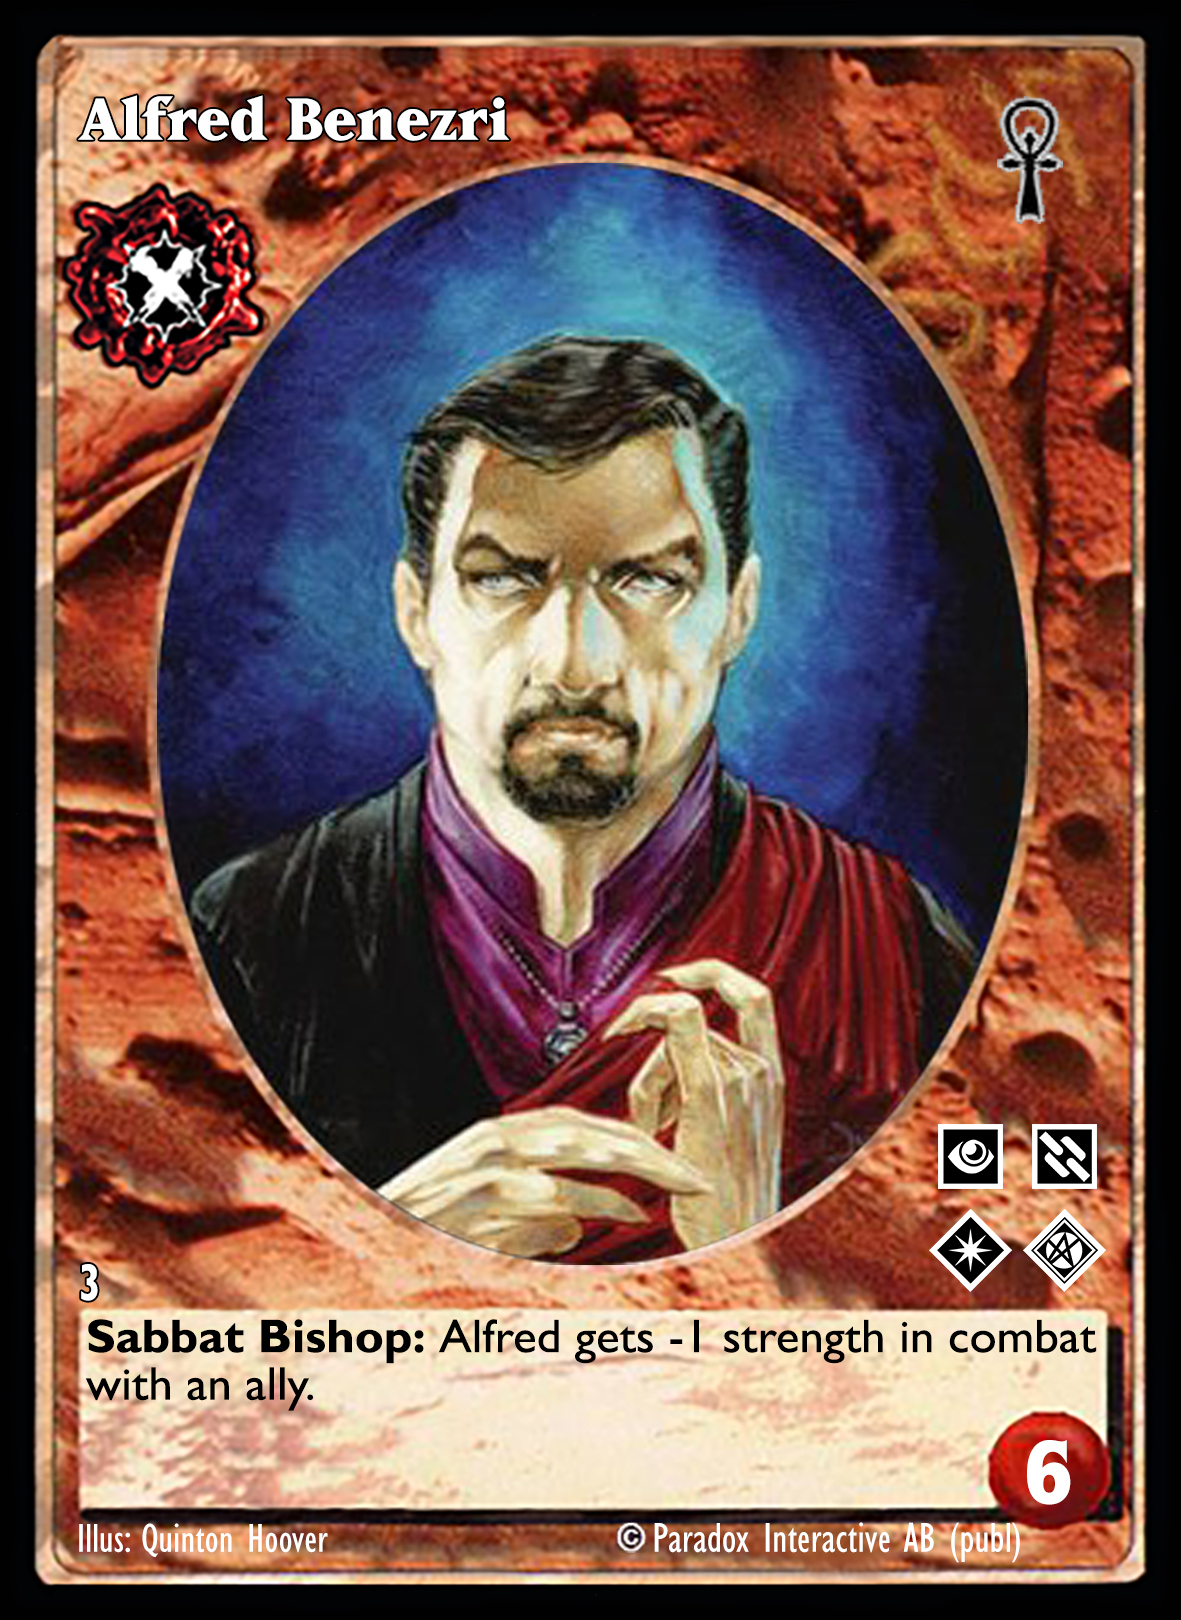 Alfred Benezri
3
Sabbat Bishop: Alfred gets -1 strength in combat
with an ally.
6
Illus: Quinton Hoover
© Paradox Interactive AB (publ)